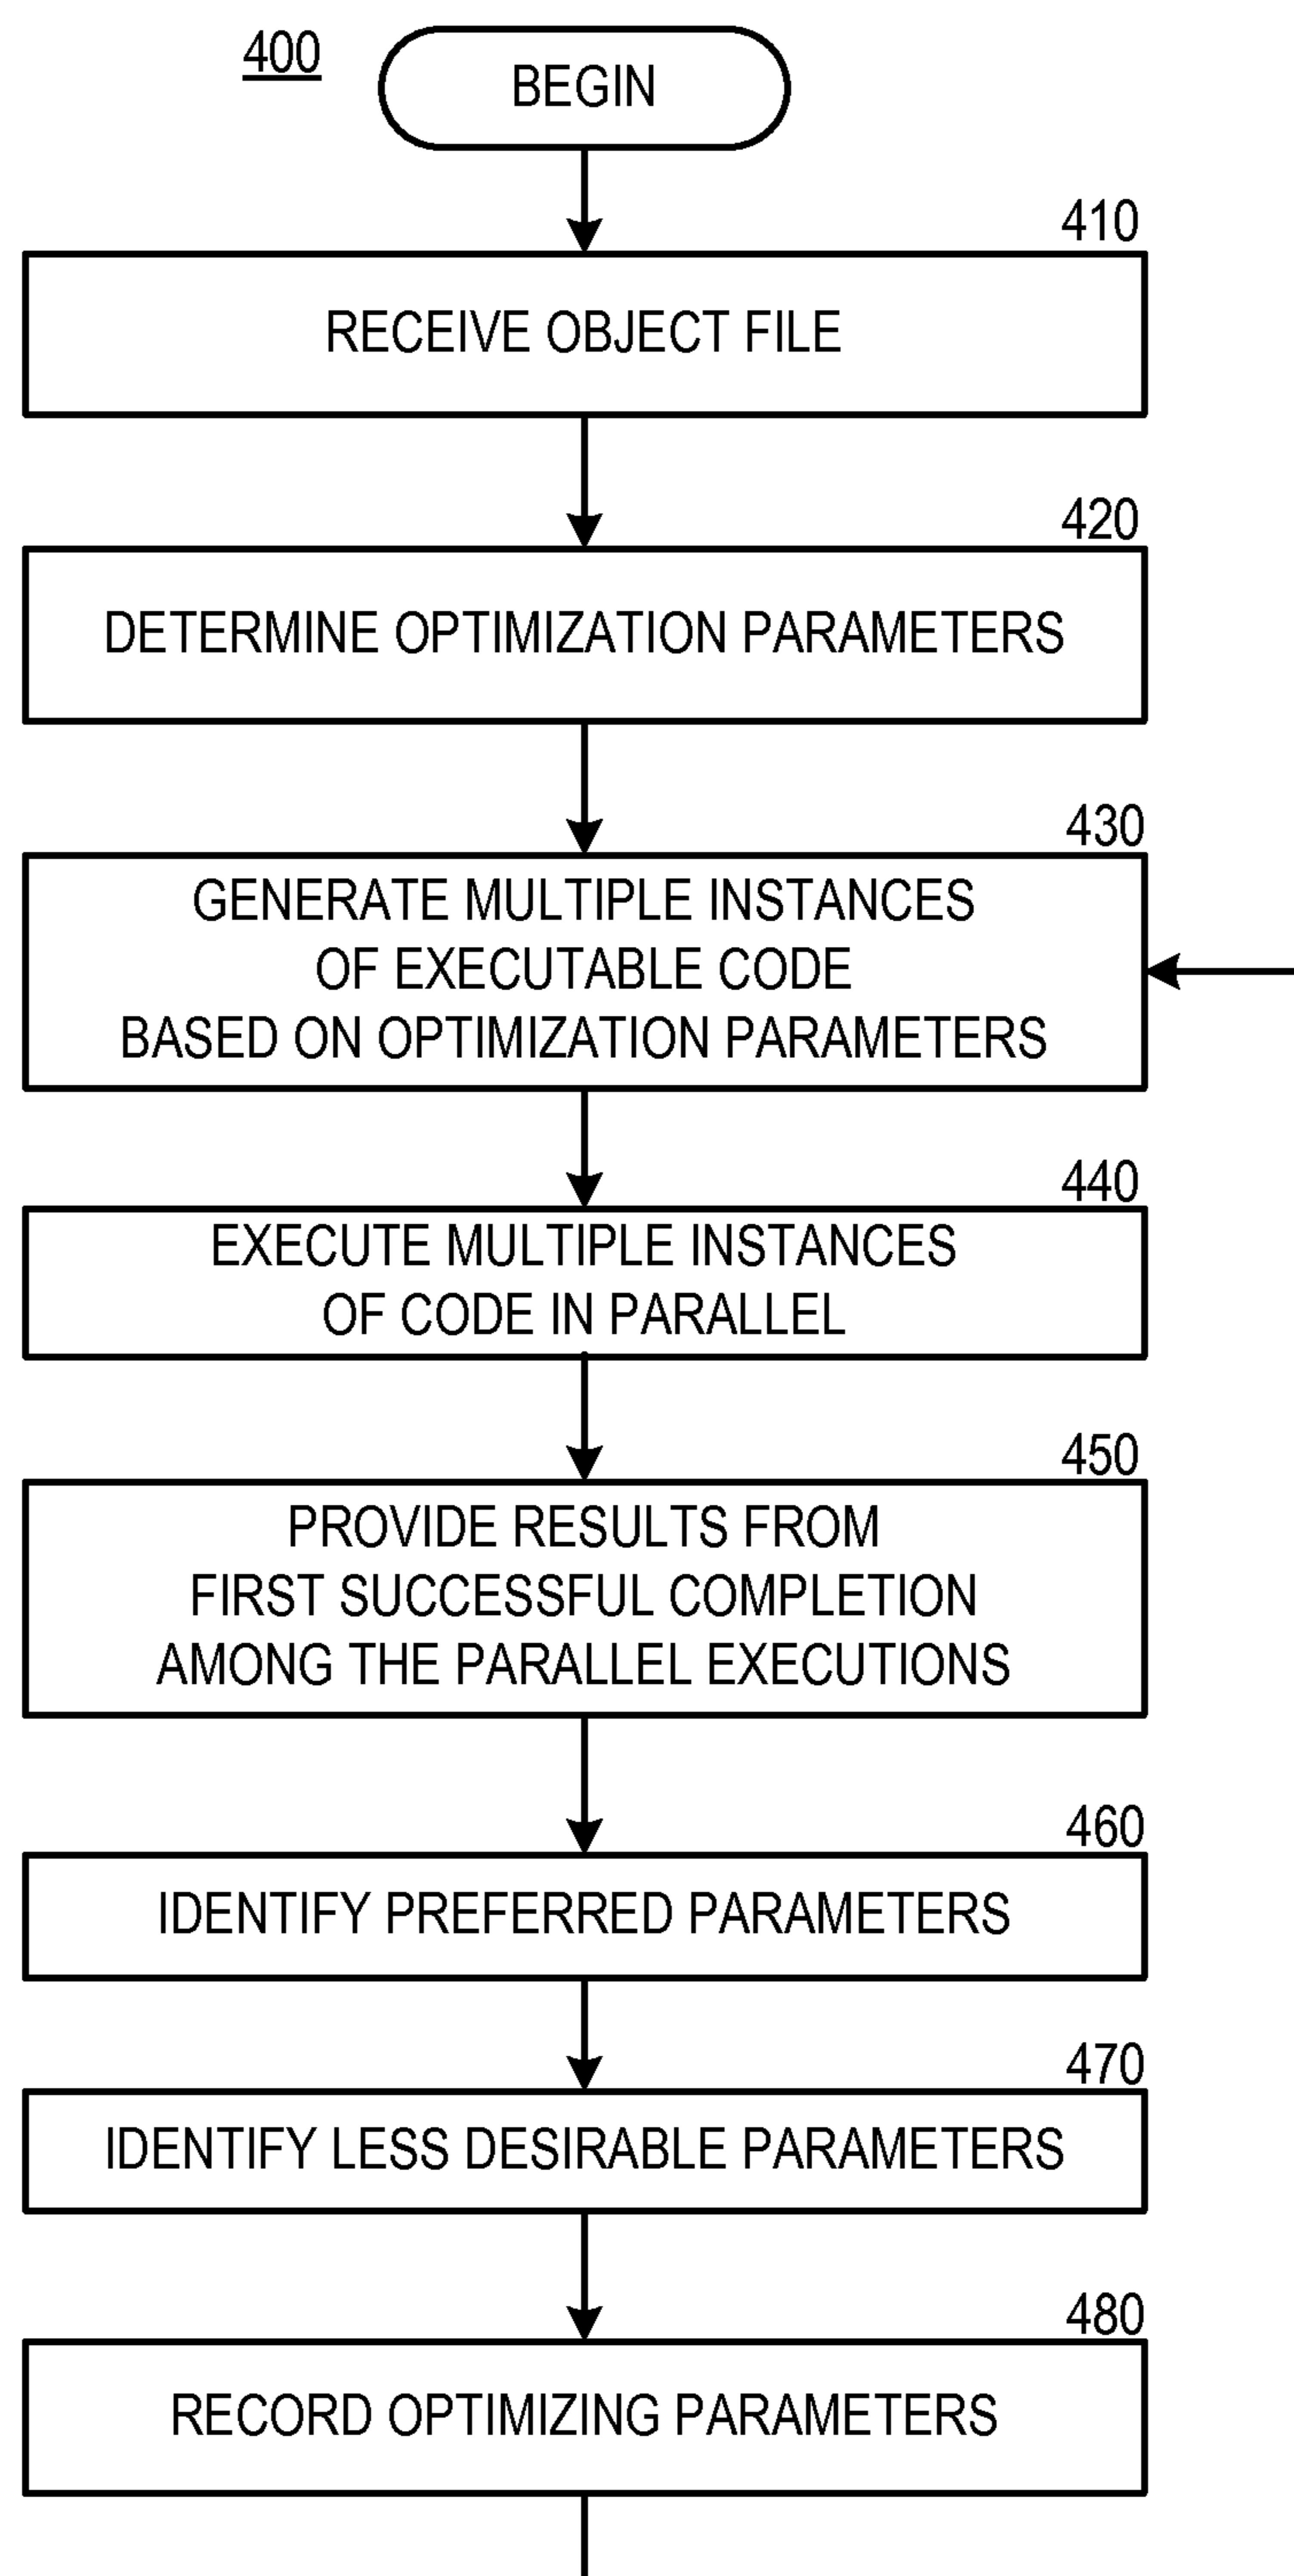 400
BEGIN
410
RECEIVE OBJECT FILE
420
DETERMINE OPTIMIZATION PARAMETERS
430
GENERATE MULTIPLE INSTANCES
OF EXECUTABLE CODE
BASED ON OPTIMIZATION PARAMETERS
440
EXECUTE MULTIPLE INSTANCES
OF CODE IN PARALLEL
450
PROVIDE RESULTS FROM
FIRST SUCCESSFUL COMPLETION
AMONG THE PARALLEL EXECUTIONS
460
IDENTIFY PREFERRED PARAMETERS
470
IDENTIFY LESS DESIRABLE PARAMETERS
480
RECORD OPTIMIZING PARAMETERS